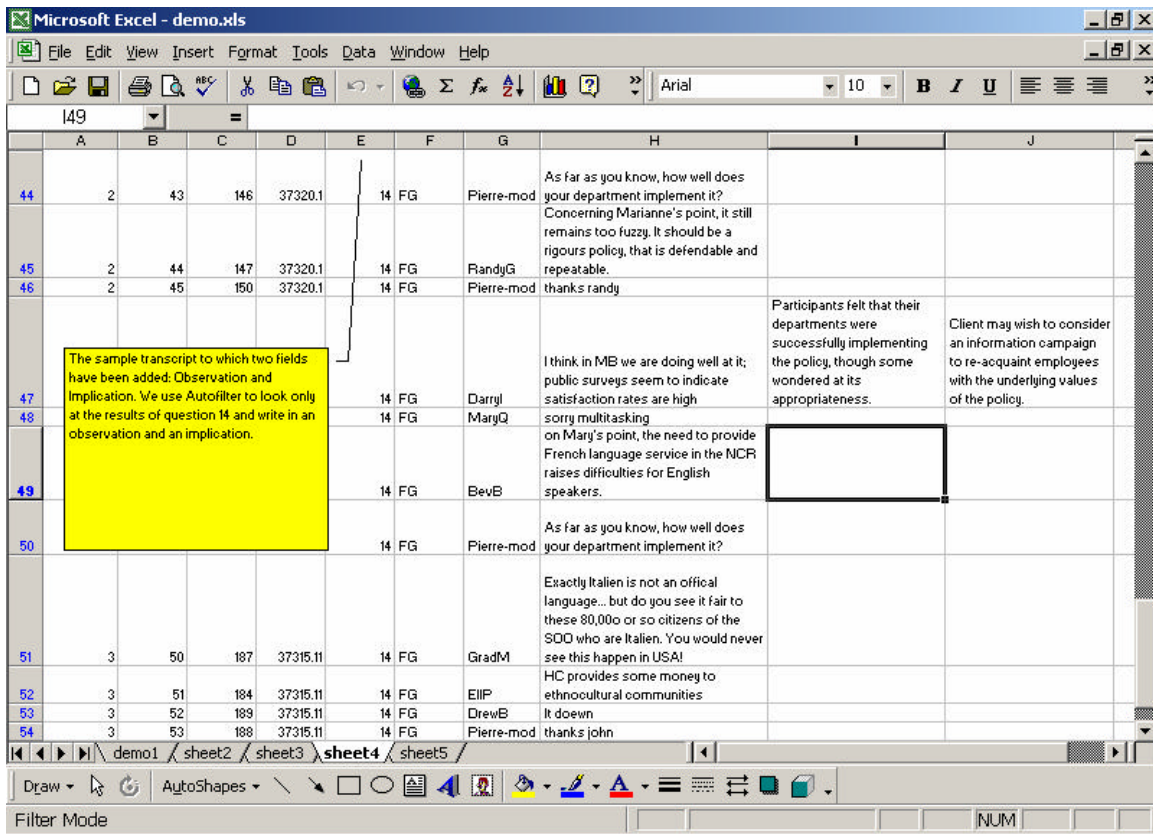 Microsoft Excel - demo.xls
File Edit View Insert Format Tools Data Window Help
Arial 10 B I U
I49 =
A B C D E F G H I J
As far as you know, how well does
44 2 43 146 37320.1 14 FG Pierre-mod your department implement it?
Concerning Marianne's point, it still
remains too fuzzy. It should be a
rigours policy, that is defendable and
45 2 44 147 37320.1 14 FG RandyG repeatable.
46 2 45 150 37320.1 14 FG Pierre-mod thanks randy
Participants felt that their
departments were
successfully implementing
the policy, though some
wondered at its
appropriateness.
Client may wish to consider
an information campaign
to re-acquaint employees
with the underlying values
of the policy.
I think in MB we are doing well at it;
public surveys seem to indicate
47 14 FG Darryl satisfaction rates are high
The sample transcript to which two fields
have been added: Observation and
Implication. We use Autofilter to look only
at the results of question 14 and write in an
observation and an implication.
48 14 FG MaryQ sorry multitasking
on Mary's point, the need to provide
French language service in the NCR
raises difficulties for English
49 14 FG BevB speakers.
As far as you know, how well does
50 14 FG Pierre-mod your department implement it?
Exactly Italien is not an offical
language... but do you see it fair to
these 80,00o or so citizens of the
SOO who are Italien. You would never
51 3 50 187 37315.11 14 FG GradM see this happen in USA!
HC provides some money to
52 3 51 184 37315.11 14 FG EllP ethnocultural communities
53 3 52 189 37315.11 14 FG DrewB It doewn
54 3 53 188 37315.11 14 FG Pierre-mod thanks john
demo1 sheet2 sheet3 sheet4 sheet5
Draw AutoShapes
Filter Mode NUM